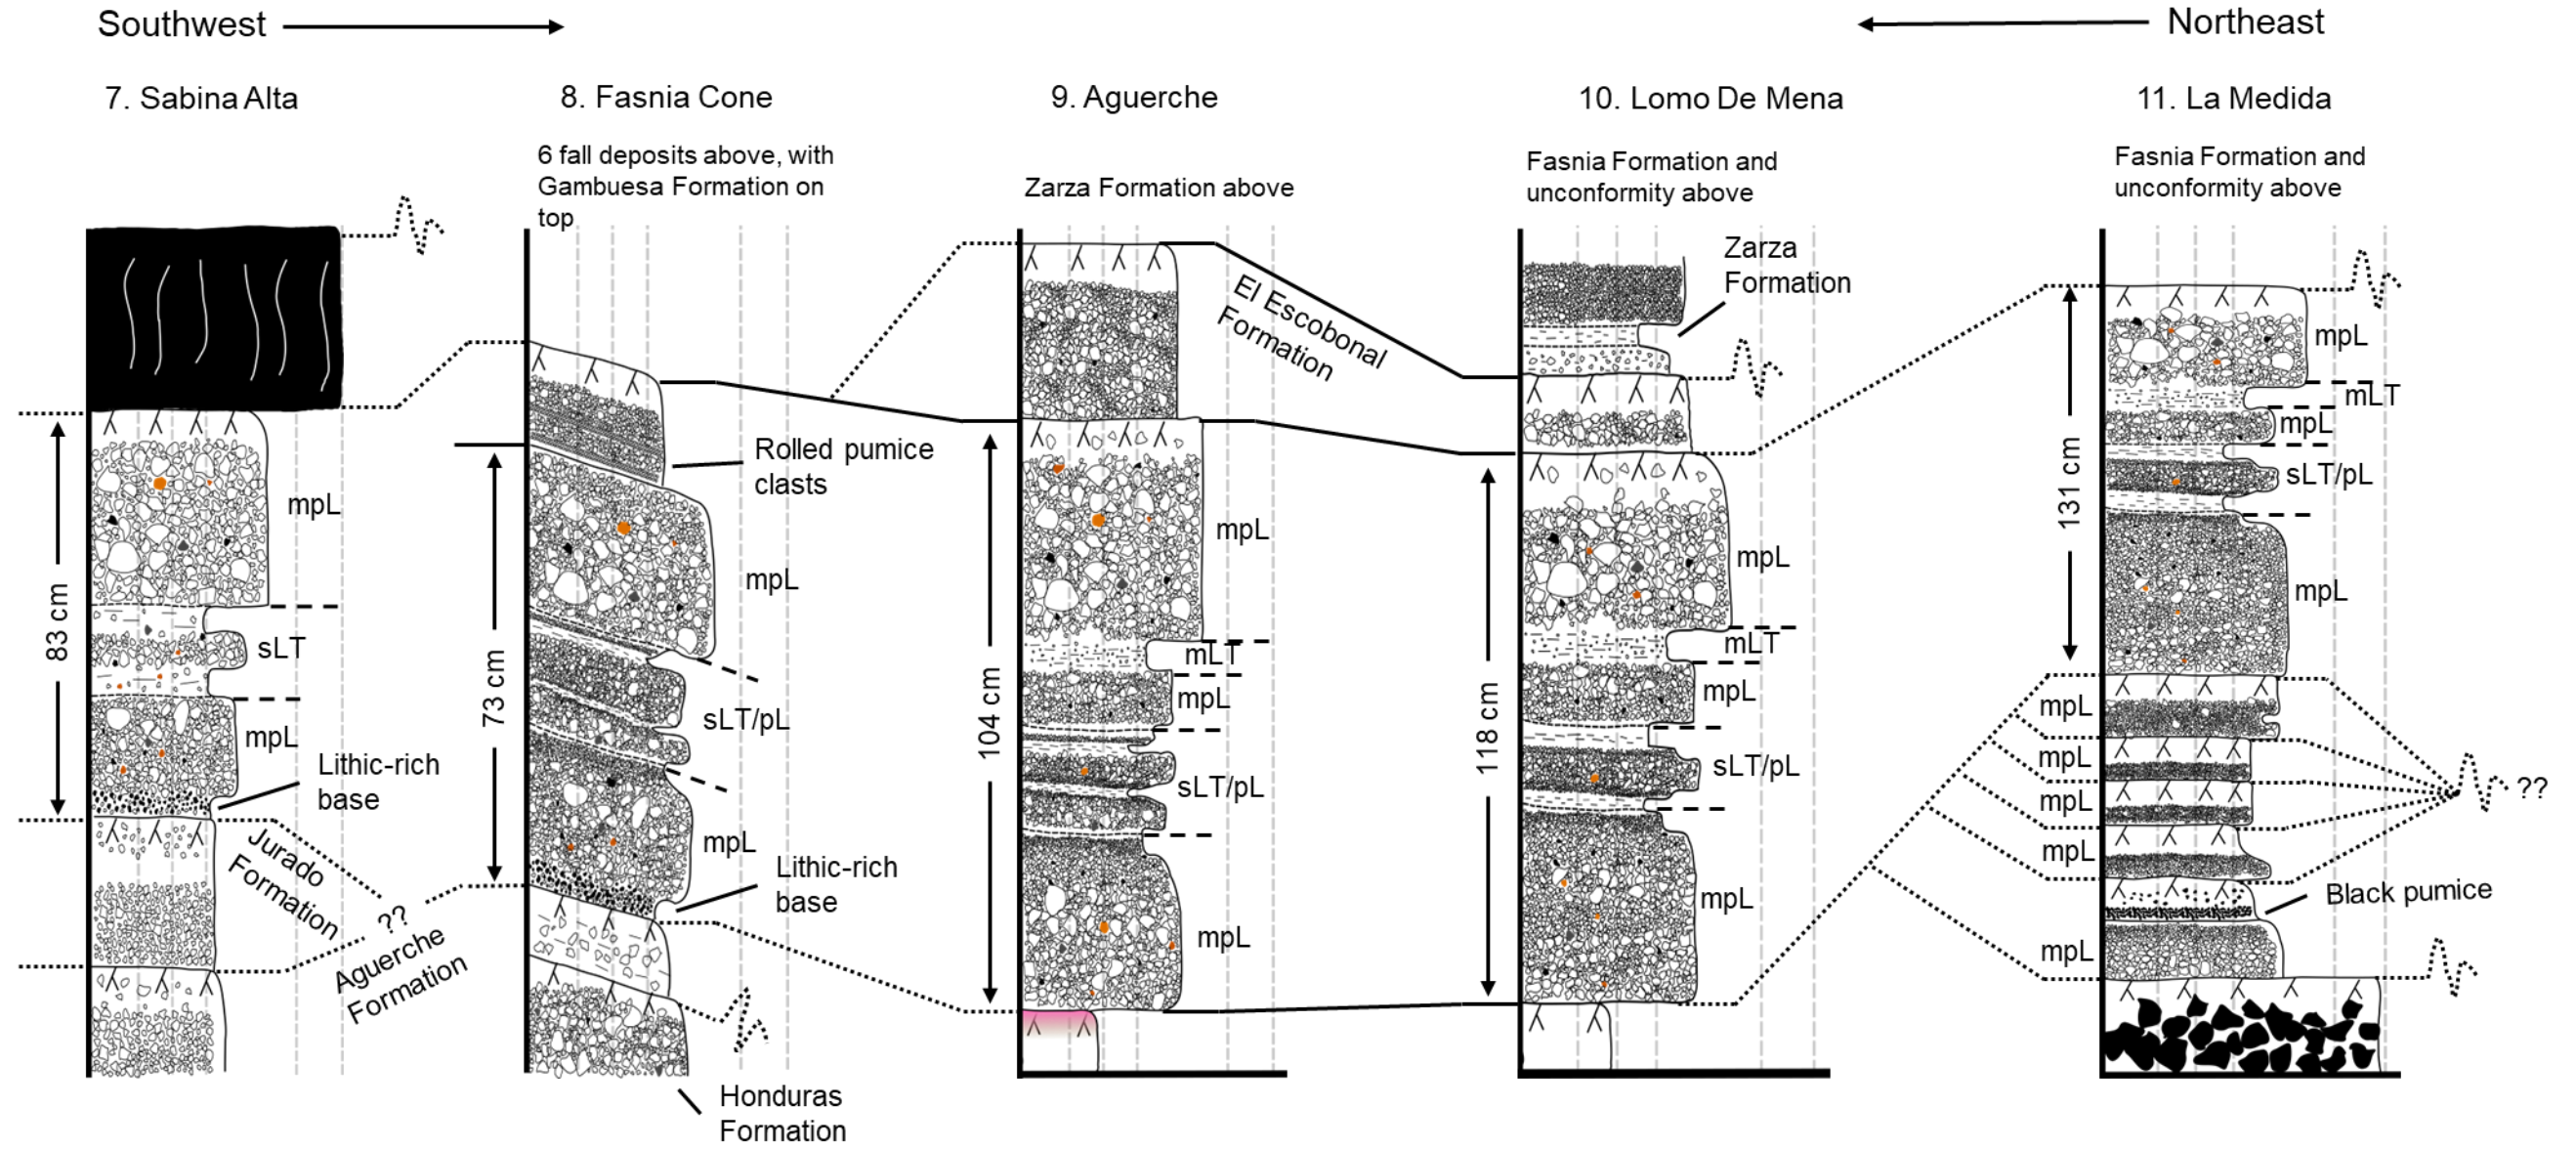 Southwest
Northeast
7. Sabina Alta
8. Fasnia Cone
9. Aguerche
10. Lomo De Mena
11. La Medida
6 fall deposits above, with
Gambuesa Formation on
top
Zarza Formation above
Fasnia Formation and
unconformity above
Fasnia Formation and
unconformity above
83 cm
mpL
sLT
mpL
Lithic-rich
base
Jurado
Formation
??
Aguerche
Formation
73 cm
Rolled pumice
clasts
mpL
sLT/pL
mpL
Lithic-rich
base
Honduras
Formation
104 cm
El Escobonal
Formation
mpL
mLT
mpL
sLT/pL
mpL
118 cm
Zarza
Formation
mpL
mLT
mpL
sLT/pL
mpL
131 cm
mpL
mLT
mpL
sLT/pL
mpL
mpL
mpL
mpL
mpL
mpL
??
Black pumice